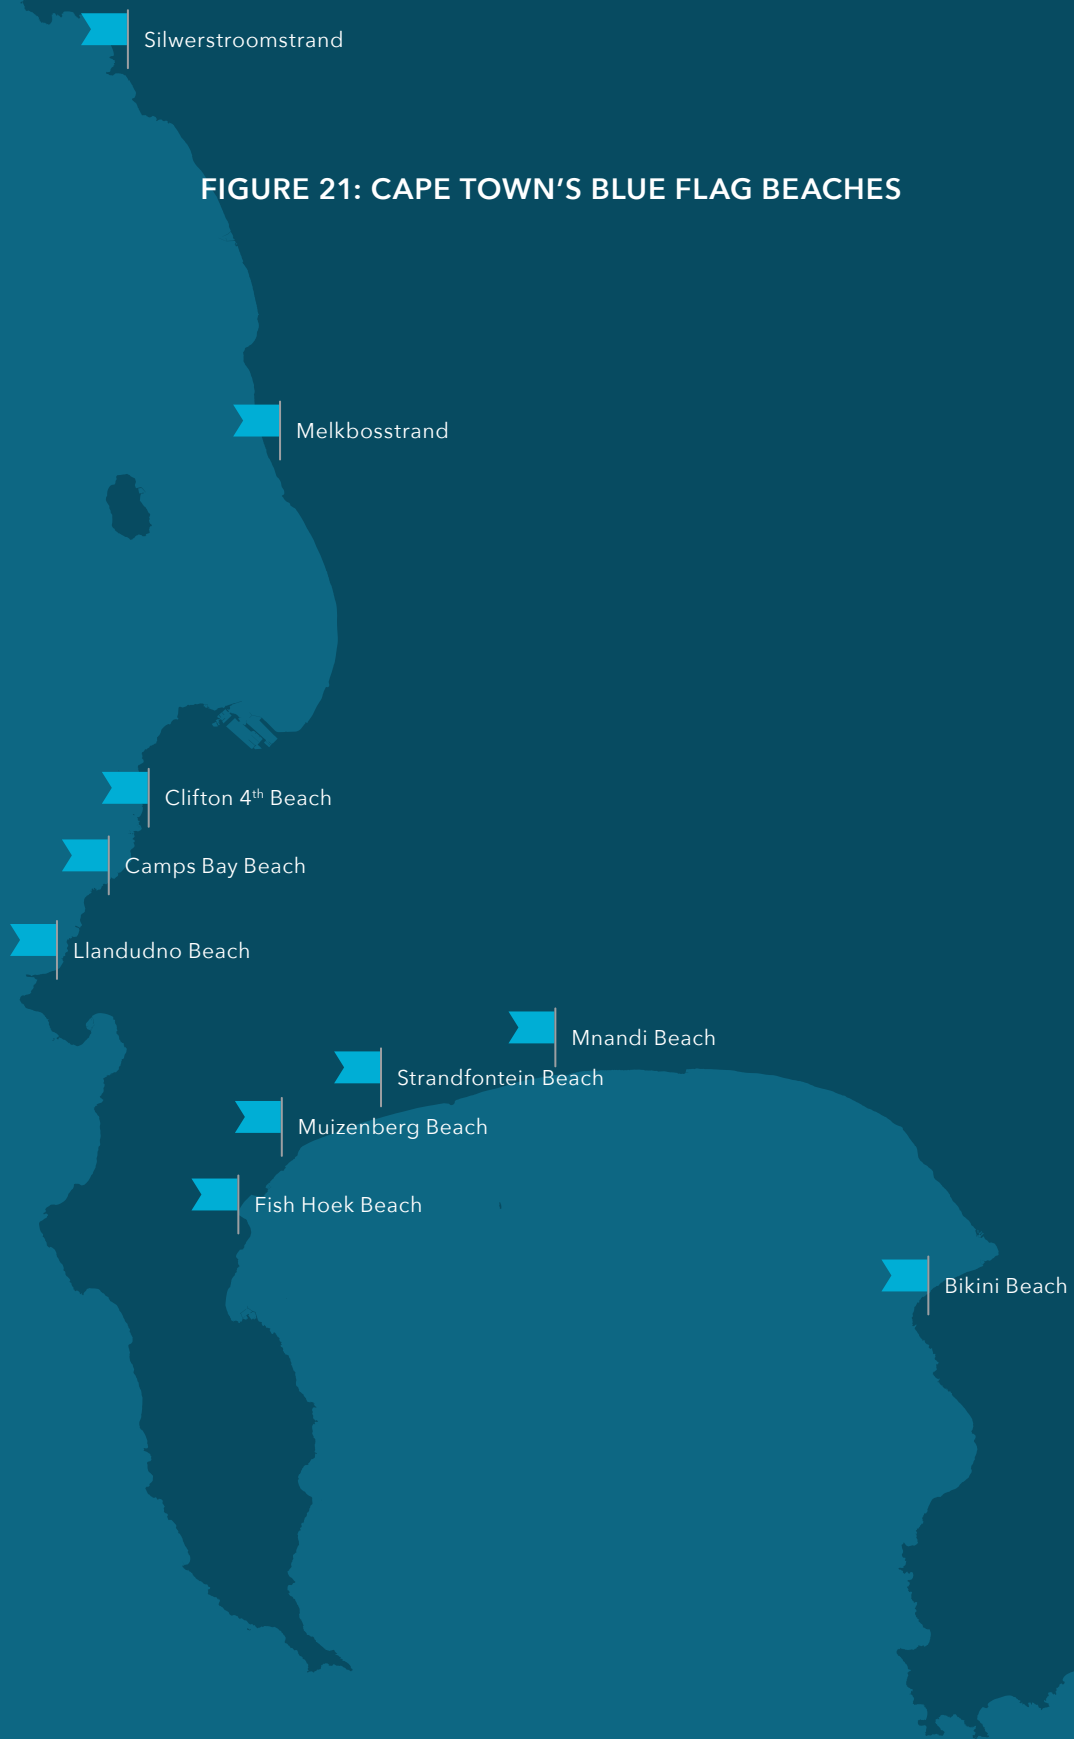 Silwerstroomstrand
FIGURE 21: CAPE TOWN’S BLUE FLAG BEACHES
Melkbosstrand
Clifton 4th Beach
Camps Bay Beach
Llandudno Beach
Mnandi Beach
Strandfontein Beach
Muizenberg Beach
Fish Hoek Beach
Bikini Beach